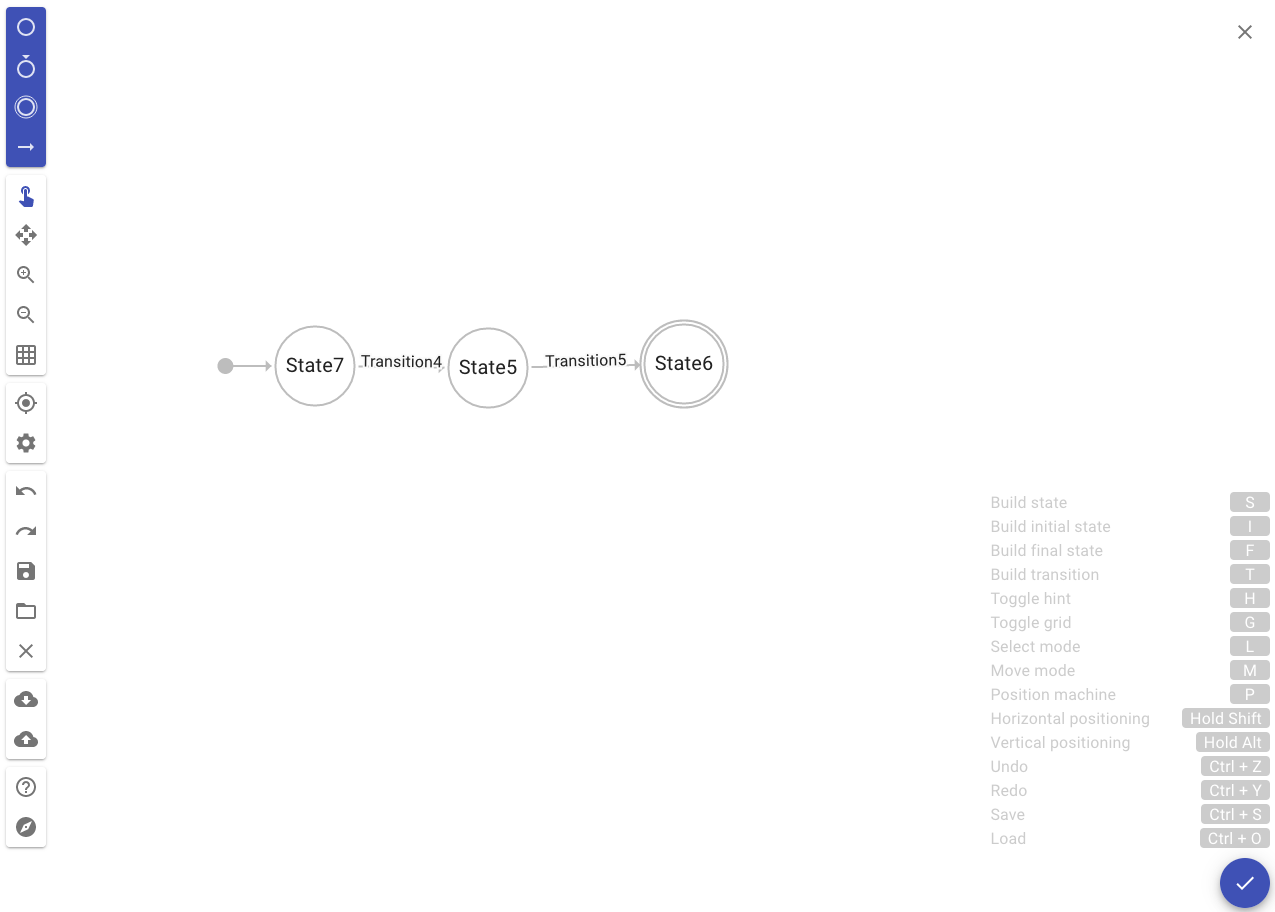 State7
Transition4
State5
Transition5
State6
Build state S
Build initial state I
Build final state F
Build transition T
Toggle hint H
Toggle grid G
Select mode L
Move mode M
Position machine P
Horizontal positioning Hold Shift
Vertical positioning Hold Alt
Undo Ctrl + Z
Redo Ctrl + Y
Save Ctrl + S
Load Ctrl + O